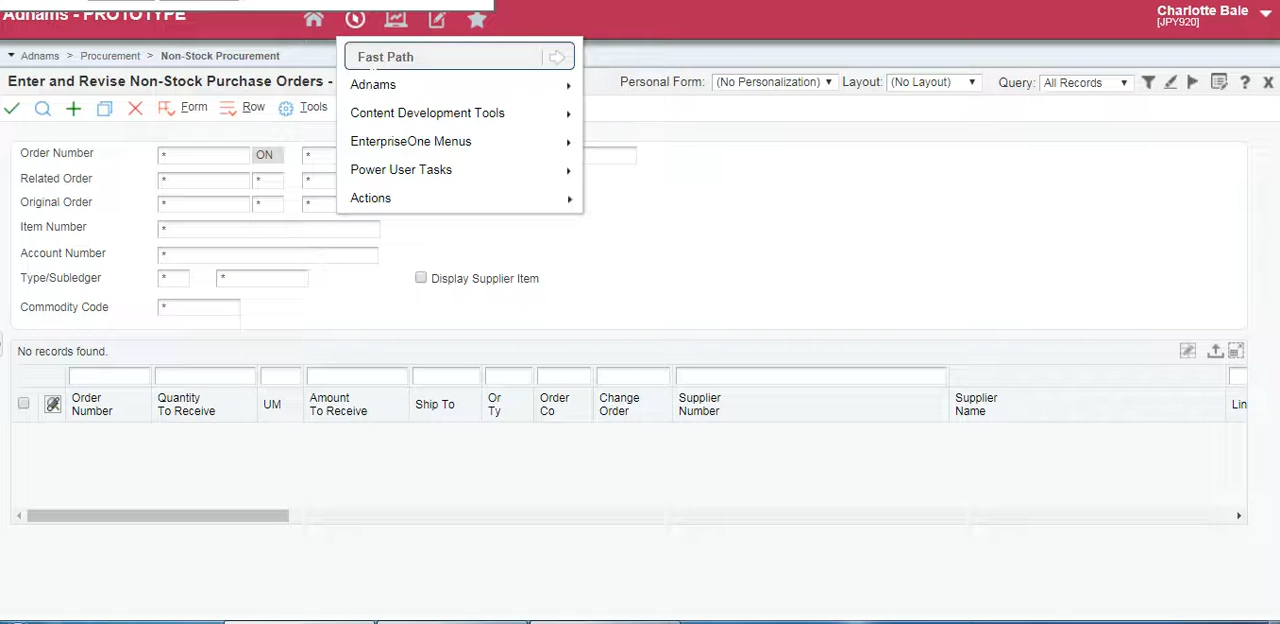 Adnams - PROTOTYPE
Charlotte Bale
[JPY920]
Adnams > Procurement > Non-Stock Procurement
Fast Path
Adnams
Content Development Tools
EnterpriseOne Menus
Power User Tasks
Actions
Enter and Revise Non-Stock Purchase Orders -
Personal Form: (No Personalization) Layout: (No Layout) Query: All Records
Form Row Tools
Order Number * ON *
Related Order * * *
Original Order * * *
Item Number *
Account Number *
Type/Subledger * * Display Supplier Item
Commodity Code *
No records found.
Order Number Quantity To Receive UM Amount To Receive Ship To Or Ty Order Co Change Order Supplier Number Supplier Name Lin